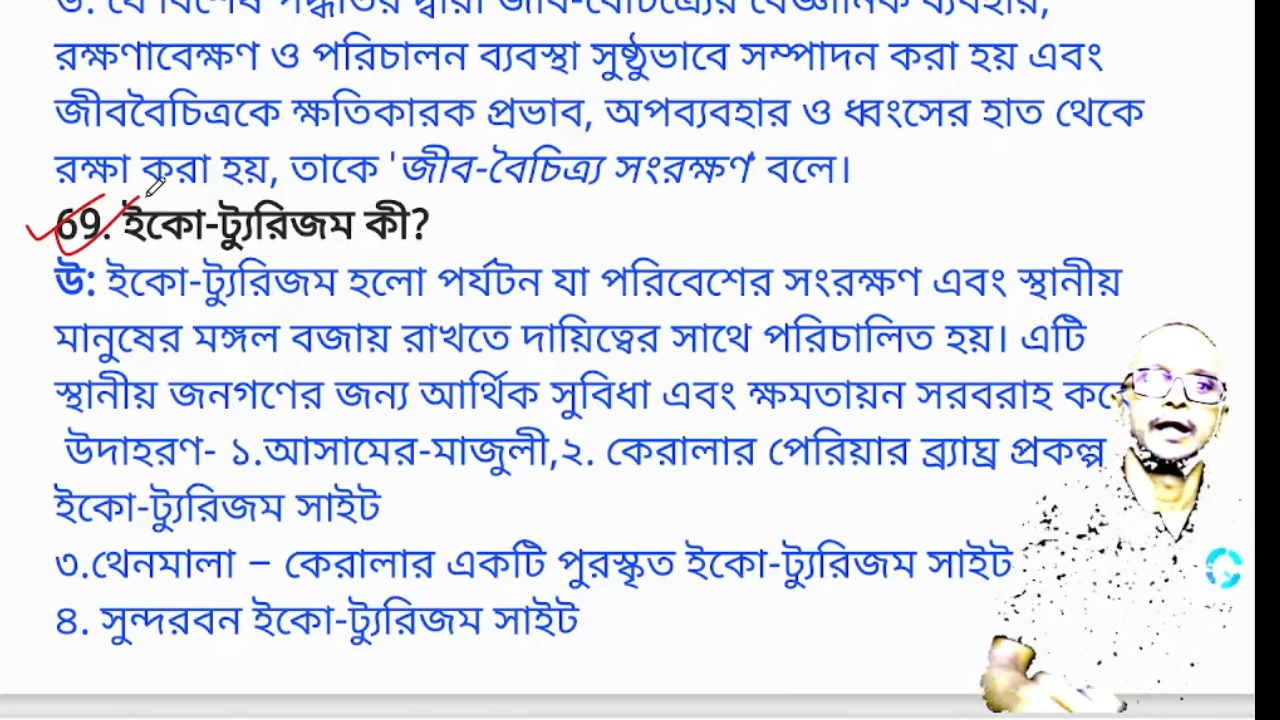 উ: যে বিশেষ পদ্ধতির দ্বারা জীব-বৈচিত্র্যের বৈজ্ঞানিক ব্যবহার,
রক্ষণাবেক্ষণ ও পরিচালন ব্যবস্থা সুষ্ঠুভাবে সম্পাদন করা হয় এবং
জীববৈচিত্রকে ক্ষতিকারক প্রভাব, অপব্যবহার ও ধ্বংসের হাত থেকে
রক্ষা করা হয়, তাকে 'জীব-বৈচিত্র্য সংরক্ষণ' বলে।
69. ইকো-ট্যুরিজম কী?
উ: ইকো-ট্যুরিজম হলো পর্যটন যা পরিবেশের সংরক্ষণ এবং স্থানীয়
মানুষের মঙ্গল বজায় রাখতে দায়িত্বের সাথে পরিচালিত হয়। এটি
স্থানীয় জনগণের জন্য আর্থিক সুবিধা এবং ক্ষমতায়ন সরবরাহ
উদাহরণ- ১.আসামের-মাজুলী,২. কেরালার পেরিয়ার ব্র্যাঘ্র প্রকল্প
ইকো-ট্যুরিজম সাইট
৩.থেনমালা – কেরালার একটি পুরস্কৃত ইকো-ট্যুরিজম সাইট
৪. সুন্দরবন ইকো-ট্যুরিজম সাইট